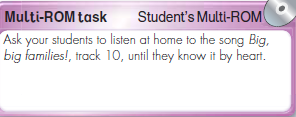 Multi-ROM task Student's Multi-ROM
Ask your students to listen at home to the song Big,
big families!, track 10, until they know it by heart.